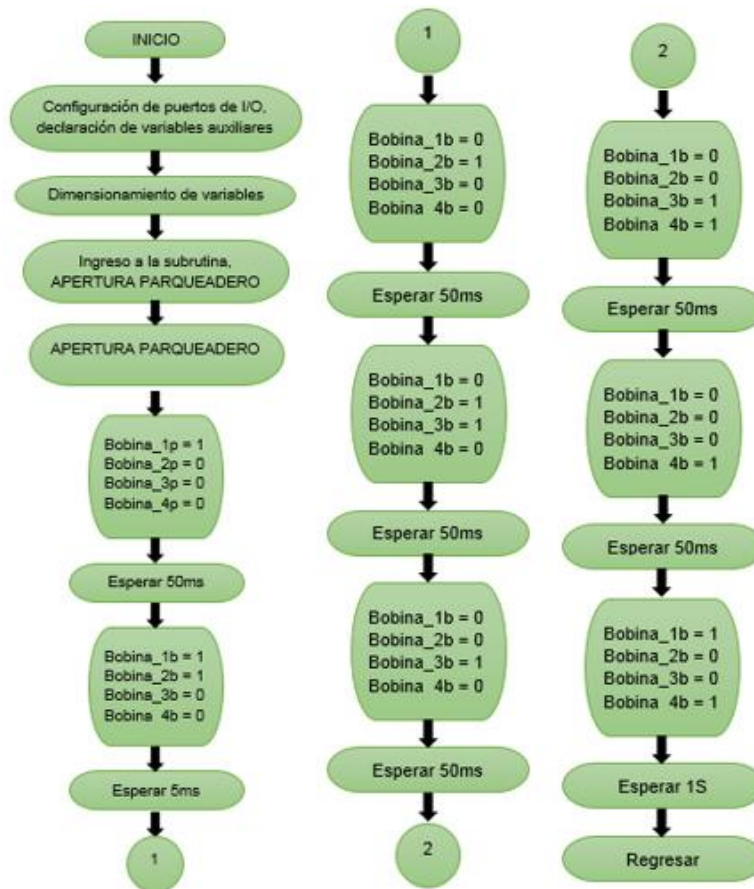 INICIO
Configuración de puertos de I/O,
declaración de variables auxiliares
Dimensionamiento de variables
Ingreso a la subrutina,
APERTURA PARQUEADERO
APERTURA PARQUEADERO
Bobina_1p = 1
Bobina_2p = 0
Bobina_3p = 0
Bobina_4p = 0
Esperar 50ms
Bobina_1b = 1
Bobina_2b = 1
Bobina_3b = 0
Bobina 4b = 0
Esperar 5ms
1
1
Bobina_1b = 0
Bobina_2b = 1
Bobina_3b = 0
Bobina 4b = 0
Esperar 50ms
Bobina_1b = 0
Bobina_2b = 1
Bobina_3b = 1
Bobina 4b = 0
Esperar 50ms
Bobina_1b = 0
Bobina_2b = 0
Bobina_3b = 1
Bobina 4b = 0
Esperar 50ms
2
2
Bobina_1b = 0
Bobina_2b = 0
Bobina_3b = 1
Bobina 4b = 1
Esperar 50ms
Bobina_1b = 0
Bobina_2b = 0
Bobina_3b = 0
Bobina 4b = 1
Esperar 50ms
Bobina_1b = 1
Bobina_2b = 0
Bobina_3b = 0
Bobina 4b = 1
Esperar 1S
Regresar